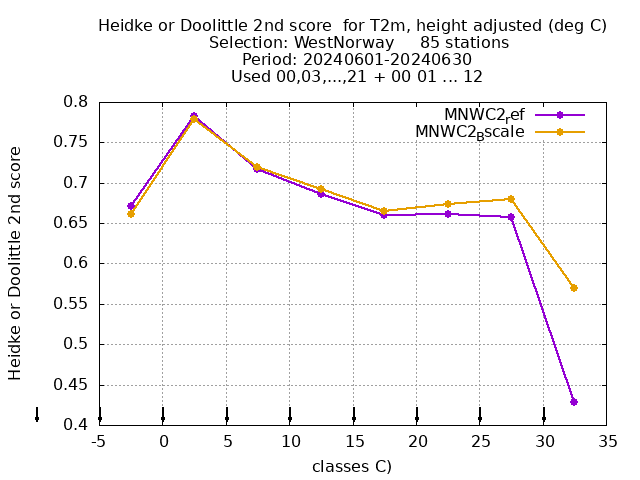 Heidke or Doolittle 2nd score  for T2m, height adjusted (deg C)
Selection: WestNorway     85 stations
Period: 20240601-20240630
Used 00,03,...,21 + 00 01 ... 12
MNWC2ref
MNWC2Bscale
Heidke or Doolittle 2nd score
0.8
0.75
0.7
0.65
0.6
0.55
0.5
0.45
0.4
-5 0 5 10 15 20 25 30 35
classes C)